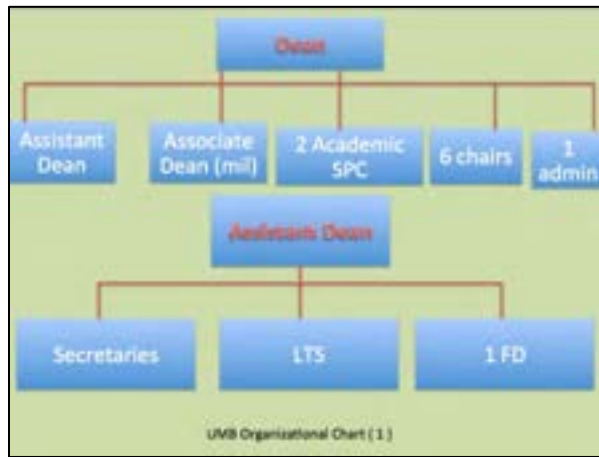 Dean
Assistant
Dean
Associate
Dean (mil)
2 Academic
SPC
6 chairs
1
admin
Assistant Dean
Secretaries
LTS
1 FD
UMB Organizational Chart ( 1 )